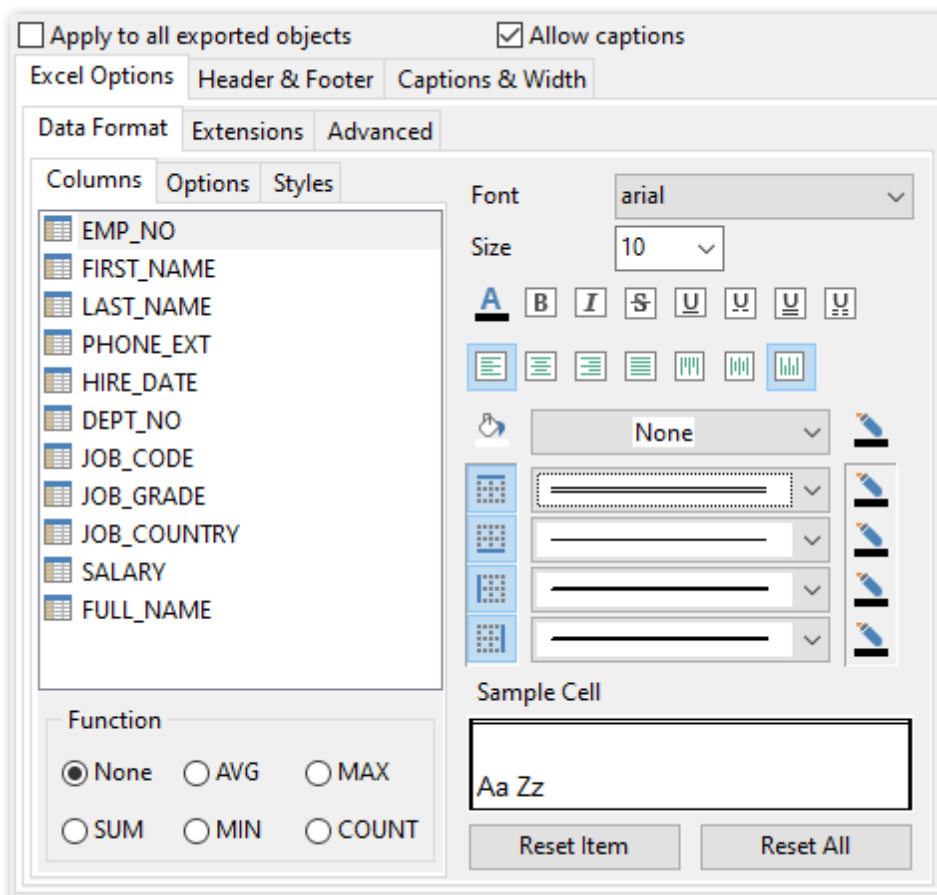 Apply to all exported objects
Allow captions
Excel Options
Header & Footer
Captions & Width
Data Format
Extensions
Advanced
Columns
Options
Styles
EMP_NO
FIRST_NAME
LAST_NAME
PHONE_EXT
HIRE_DATE
DEPT_NO
JOB_CODE
JOB_GRADE
JOB_COUNTRY
SALARY
FULL_NAME
Function
None
AVG
MAX
SUM
MIN
COUNT
Font
arial
Size
10
A
B
I
S
U
U
U
U
None
Sample Cell
Aa Zz
Reset Item
Reset All